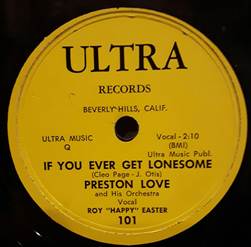 ULTRA
RECORDS
BEVERLY HILLS, CALIF.
ULTRA MUSIC Vocal - 2:10
Q (BMI)
Ultra Music Publ.
IF YOU EVER GET LONESOME
(Cleo Page - J. Otis)
PRESTON LOVE
and His Orchestra
Vocal
ROY "HAPPY" EASTER
101